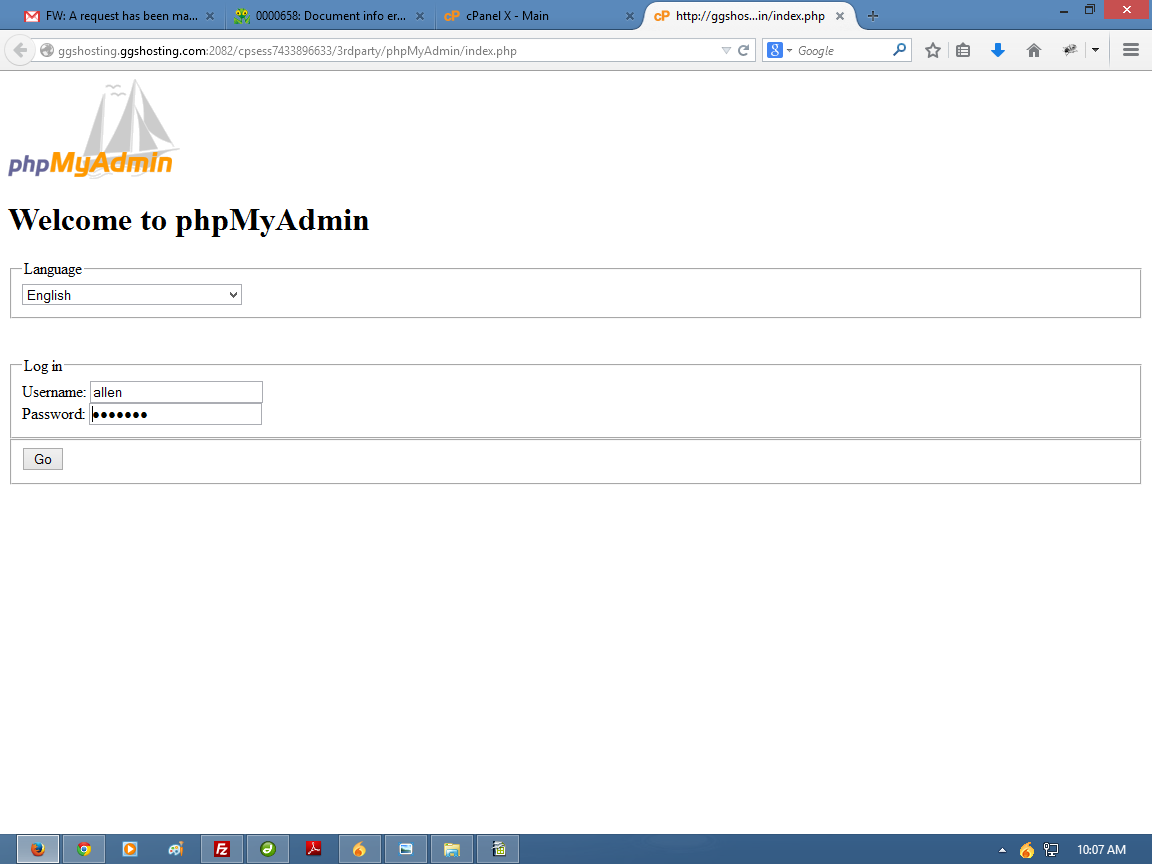 FW: A request has been ma...
0000658: Document info er...
cP cPanel X - Main
cP http://ggshos...in/index.php
ggshosting.ggshosting.com:2082/cpsess7433896633/3rdparty/phpMyAdmin/index.php
8 Google
phpMyAdmin
Welcome to phpMyAdmin
Language
English
Log in
Username: allen
Password: •••••••
Go
Fz
10:07 AM